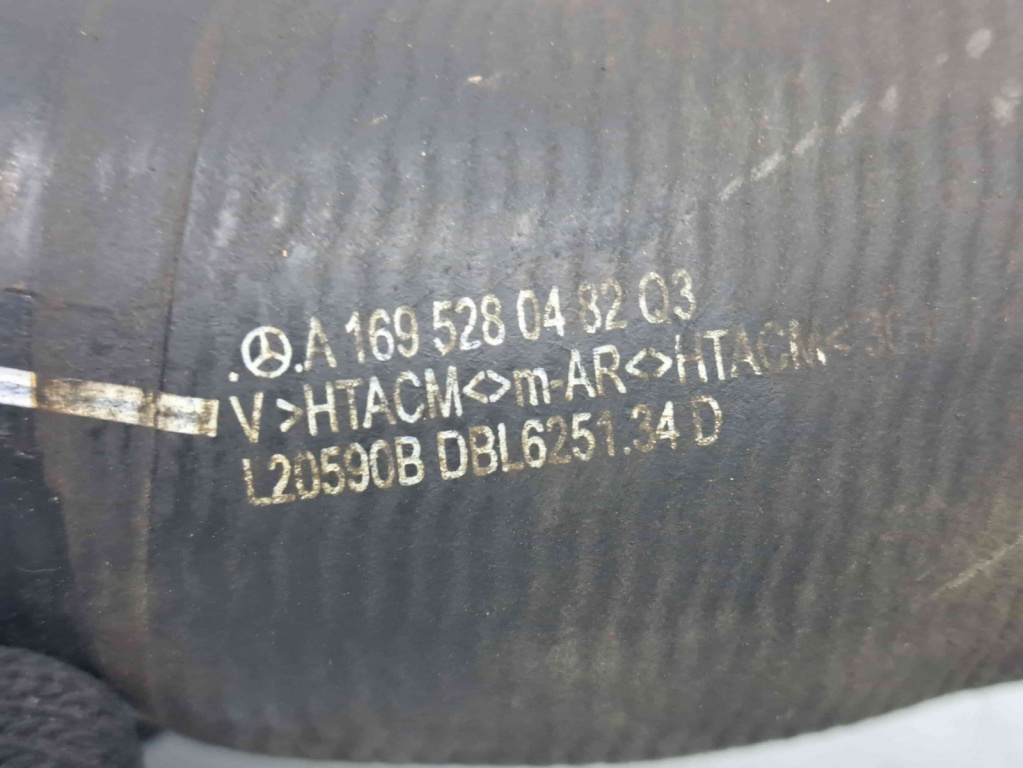 A 169 528 04 82 Q3
V >HTACM<>m-AR<>HTACM<
L20590B DBL6251.34 D